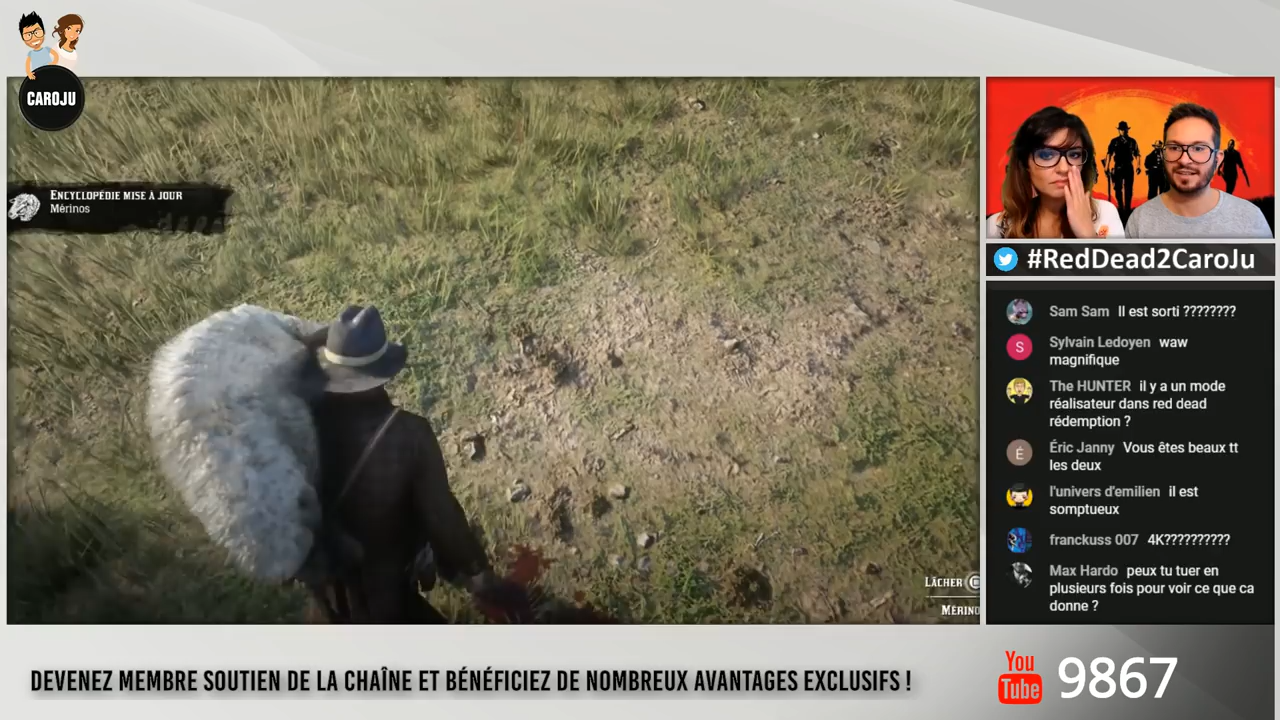 CAROJU
ENCYCLOPÉDIE MISE À JOUR
Mérinos
LÂCHER
MÉRINO
#RedDead2CaroJu
Sam Sam Il est sorti ????????
S
Sylvain Ledoyen waw
magnifique
The HUNTER il y a un mode
réalisateur dans red dead
rédemption ?
É
Éric Janny Vous êtes beaux tt
les deux
l'univers d'emilien il est
somptueux
franckuss 007 4K??????????
Max Hardo peux tu tuer en
plusieurs fois pour voir ce que ca
donne ?
DEVENEZ MEMBRE SOUTIEN DE LA CHAÎNE ET BÉNÉFICIEZ DE NOMBREUX AVANTAGES EXCLUSIFS !
You
Tube
9867